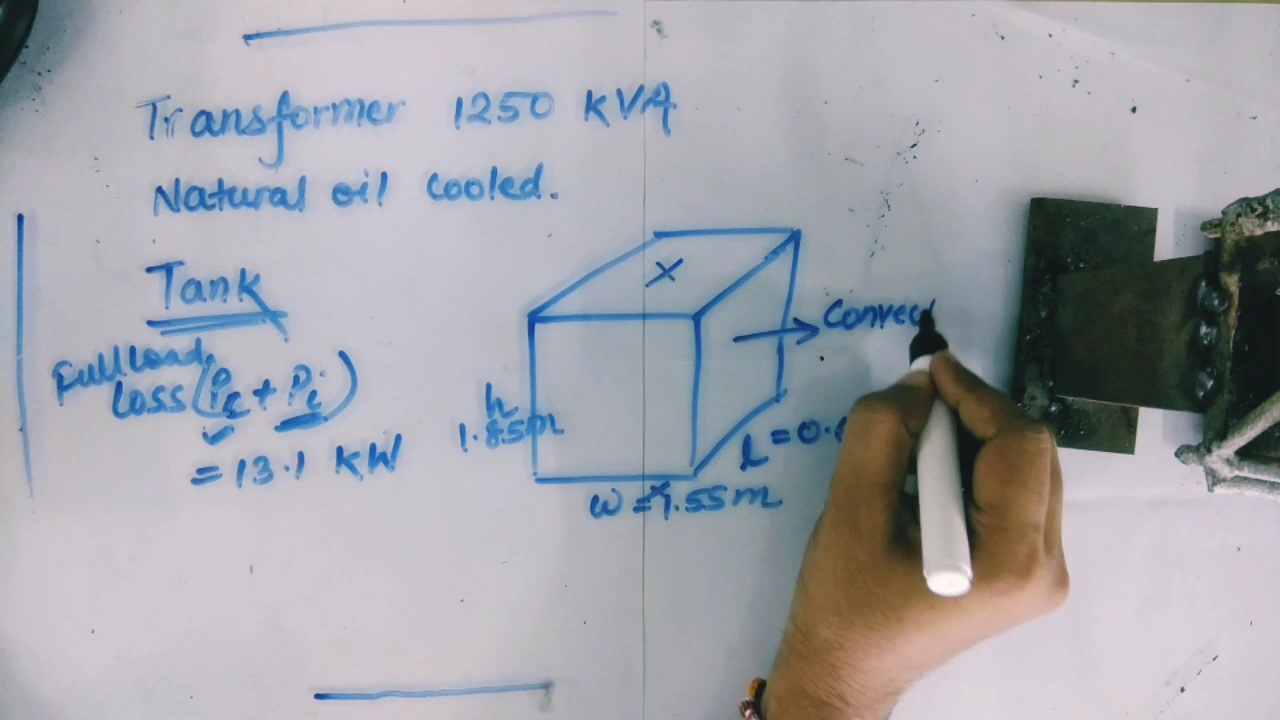 Transformer 1250 KVA
Natural oil cooled.
Tank
Full load
loss (Pc + Pi)
= 13.1 KW
h
1.85m
w = 1.55m
L = 0.
x
x